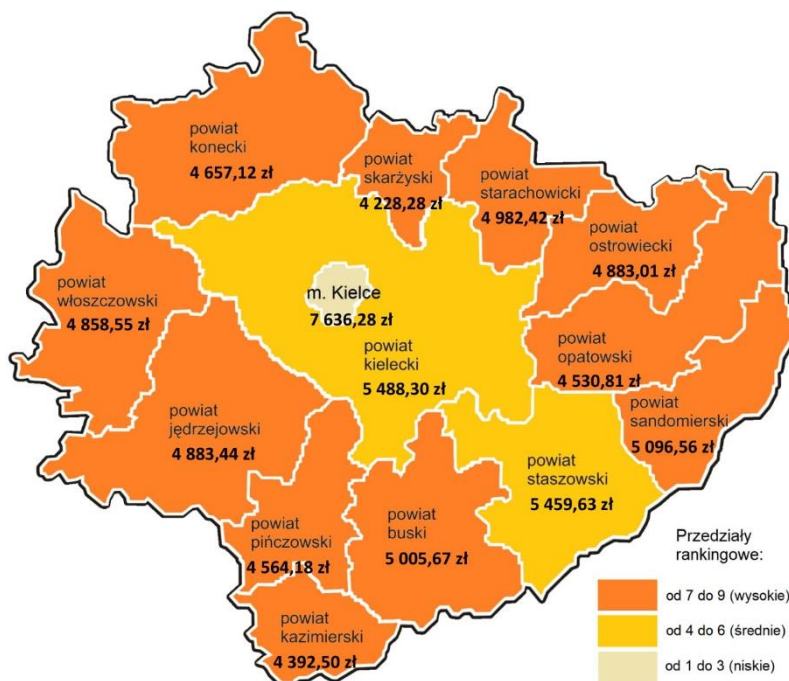 powiat
konecki
4 657,12 zł
powiat
skarżyski
4 228,28 zł
powiat
starachowicki
4 982,42 zł
powiat
ostrowiecki
4 883,01 zł
powiat
włoszczowski
4 858,55 zł
m. Kielce
7 636,28 zł
powiat
kielecki
5 488,30 zł
powiat
opatowski
4 530,81 zł
powiat
sandomierski
5 096,56 zł
powiat
jędrzejowski
4 883,44 zł
powiat
staszowski
5 459,63 zł
powiat
pińczowski
4 564,18 zł
powiat
buski
5 005,67 zł
powiat
kazimierski
4 392,50 zł
Przedziały
rankingowe:
od 7 do 9 (wysokie)
od 4 do 6 (średnie)
od 1 do 3 (niskie)